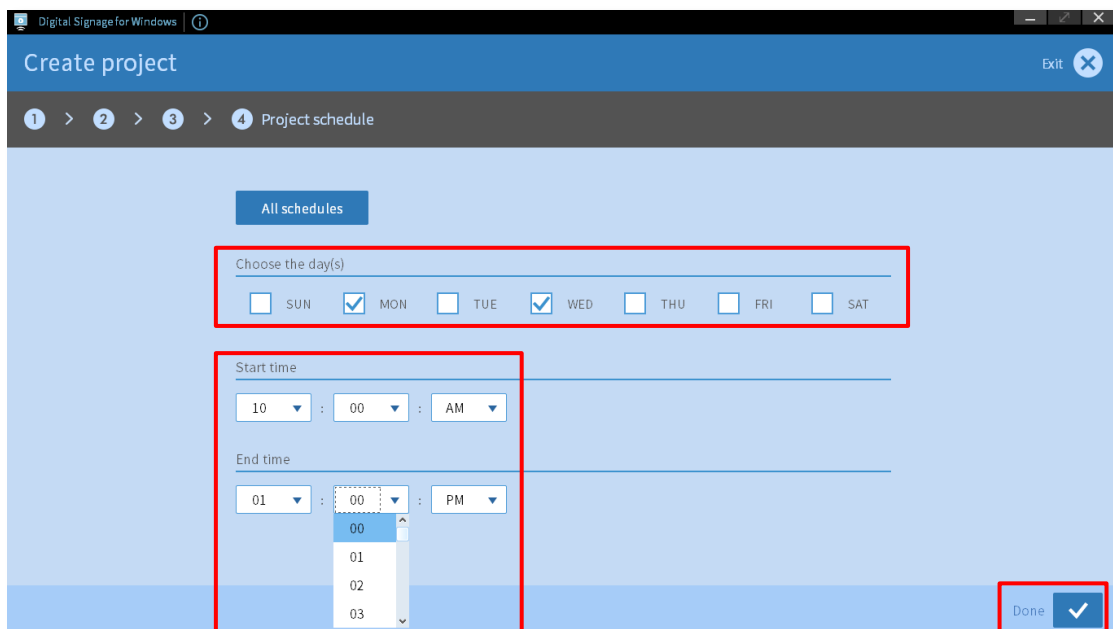 Digital Signage for Windows
Create project
Exit
1 > 2 > 3 > 4 Project schedule
All schedules
Choose the day(s)
SUN MON TUE WED THU FRI SAT
Start time
10 : 00 : AM
End time
01 : 00 : PM
00
01
02
03
Done